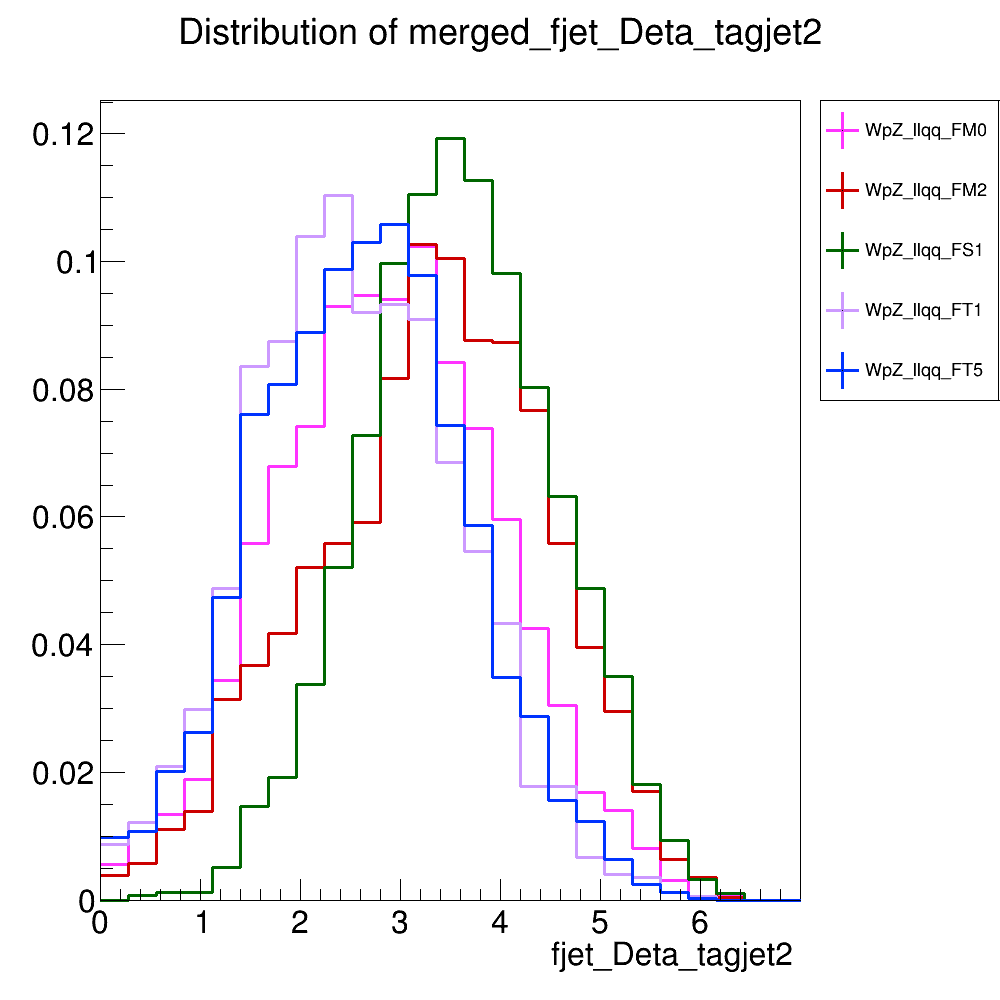 Distribution of merged_fjet_Deta_tagjet2
0.12
0.1
0.08
0.06
0.04
0.02
0
0 1 2 3 4 5 6
fjet_Deta_tagjet2
WpZ_llqq_FM0
WpZ_llqq_FM2
WpZ_llqq_FS1
WpZ_llqq_FT1
WpZ_llqq_FT5